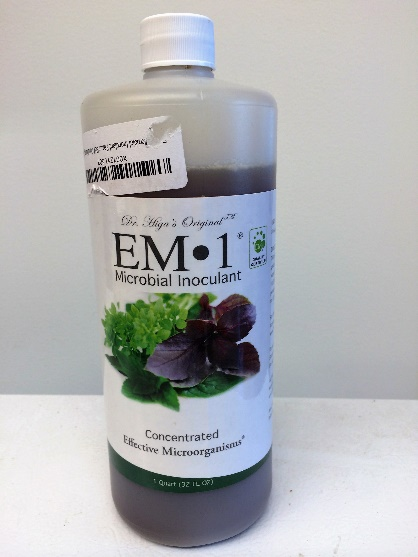 Dr. Higa's Original™
EM•1®
Microbial Inoculant
Concentrated
Effective Microorganisms®
1 Quart (32 fL OZ)